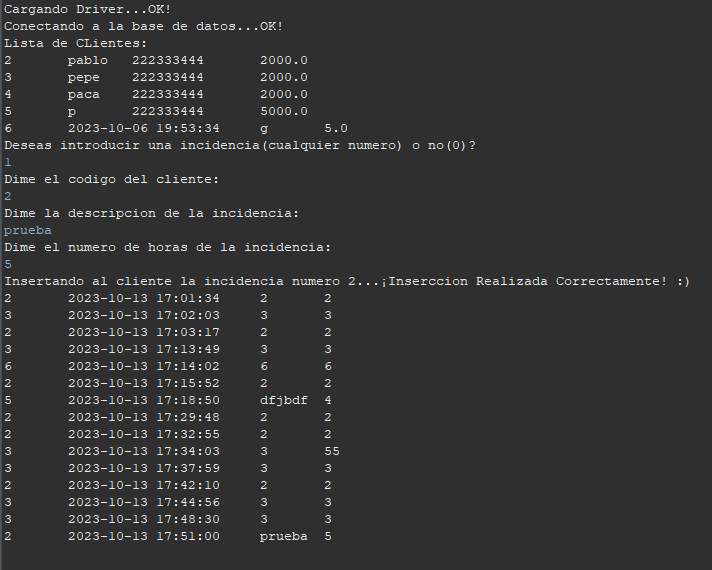 Cargando Driver...OK!
Conectando a la base de datos...OK!
Lista de CLientes:
2 pablo 222333444 2000.0
3 pepe 222333444 2000.0
4 paca 222333444 2000.0
5 p 222333444 5000.0
6 2023-10-06 19:53:34 g 5.0
Deseas introducir una incidencia(cualquier numero) o no(0)?
1
Dime el codigo del cliente:
2
Dime la descripcion de la incidencia:
prueba
Dime el numero de horas de la incidencia:
5
Insertando al cliente la incidencia numero 2...¡Inserccion Realizada Correctamente! :)
2 2023-10-13 17:01:34 2 2
3 2023-10-13 17:02:03 3 3
2 2023-10-13 17:03:17 2 2
3 2023-10-13 17:13:49 3 3
6 2023-10-13 17:14:02 6 6
2 2023-10-13 17:15:52 2 2
5 2023-10-13 17:18:50 dfjbdf 4
2 2023-10-13 17:29:48 2 2
2 2023-10-13 17:32:55 2 2
3 2023-10-13 17:34:03 3 55
3 2023-10-13 17:37:59 3 3
2 2023-10-13 17:42:10 2 2
3 2023-10-13 17:44:56 3 3
3 2023-10-13 17:48:30 3 3
2 2023-10-13 17:51:00 prueba 5